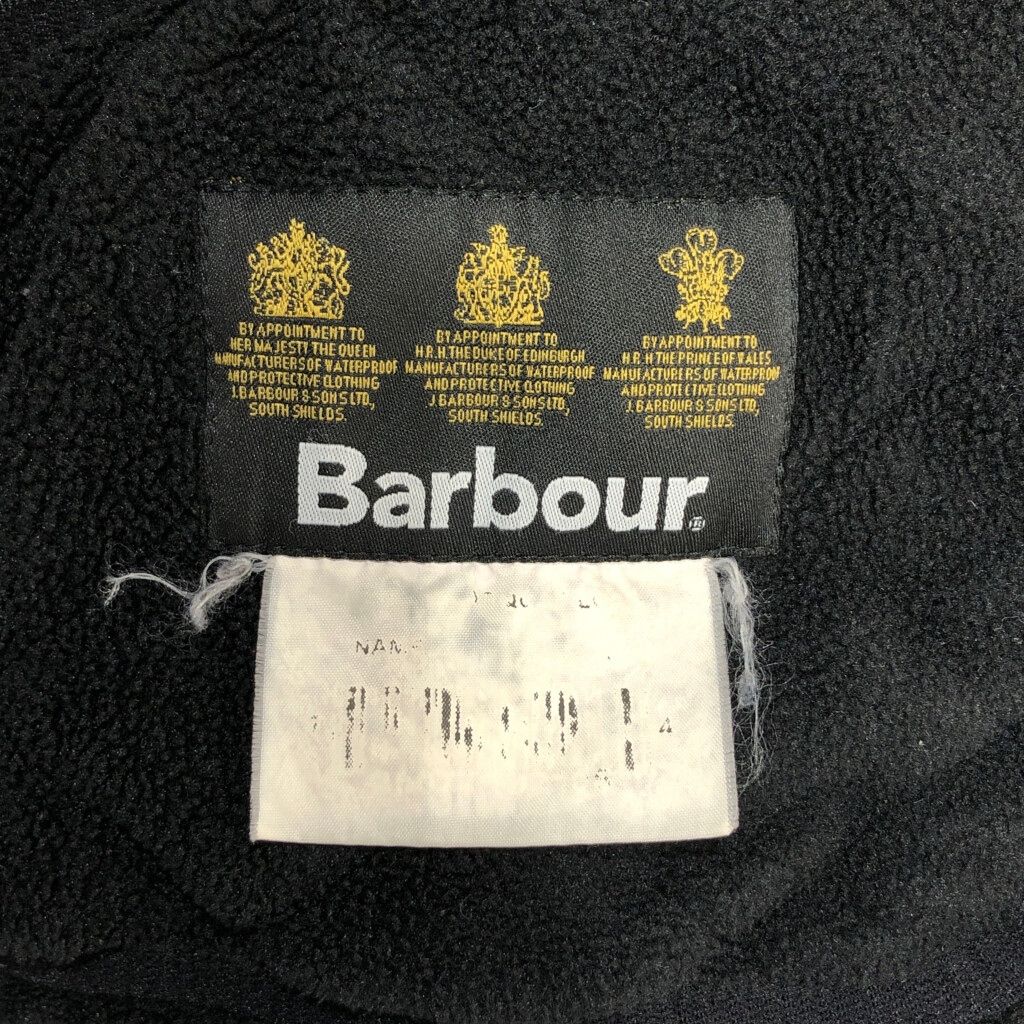 BY APPOINTMENT TO
HER MAJESTY THE QUEEN
MANUFACTURERS OF WATERPROOF
AND PROTECTIVE CLOTHING
J.BARBOUR & SONS LTD,
SOUTH SHIELDS.
BY APPOINTMENT TO
H.R.H. THE DUKE OF EDINBURGH
MANUFACTURERS OF WATERPROOF
AND PROTECTIVE CLOTHING
J.BARBOUR & SONS LTD,
SOUTH SHIELDS.
BY APPOINTMENT TO
H.R.H. THE PRINCE OF WALES
MANUFACTURERS OF WATERPROOF
AND PROTECTIVE CLOTHING
J.BARBOUR & SONS LTD,
SOUTH SHIELDS.
Barbour